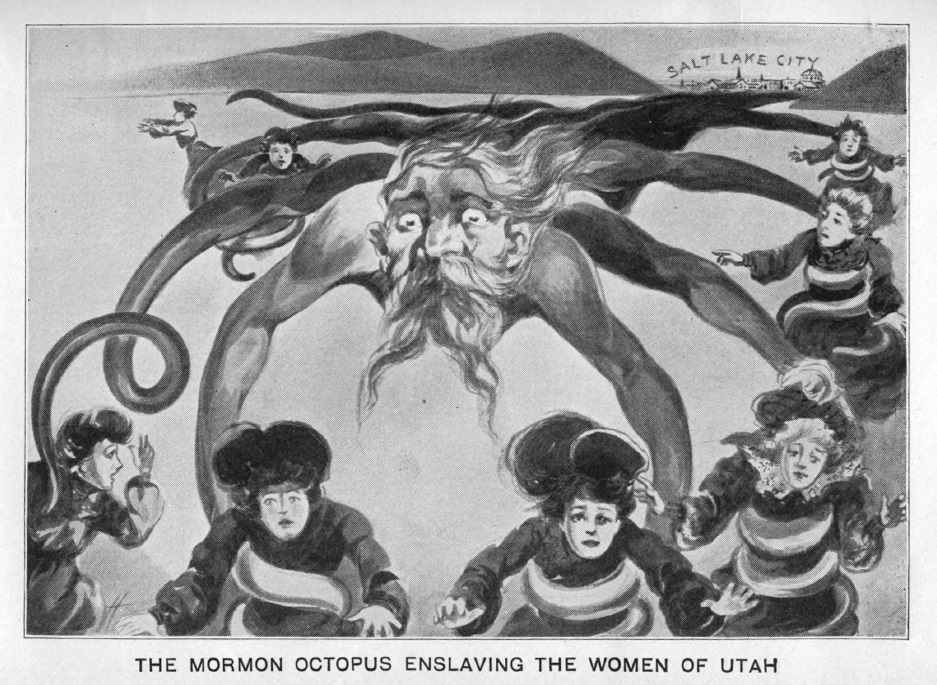 SALT LAKE CITY
THE MORMON OCTOPUS ENSLAVING THE WOMEN OF UTAH